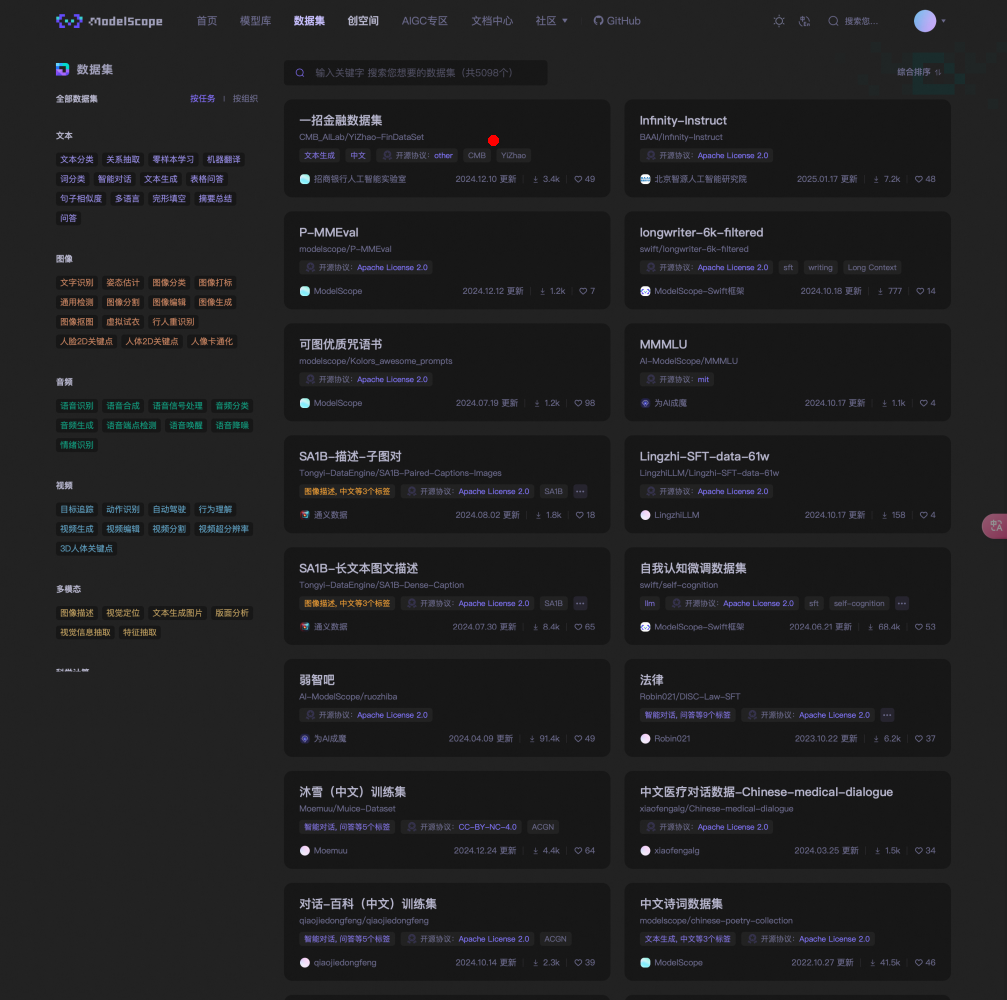 ModelScope 首页 模型库 数据集 创空间 AIGC专区 文档中心 社区 GitHub 搜索您...
数据集
全部数据集 按任务 按组织
文本
文本分类 关系抽取 零样本学习 机器翻译
词分类 智能对话 文本生成 表格问答
句子相似度 多语言 完形填空 摘要总结
问答
图像
文字识别 姿态估计 图像分类 图像打标
通用检测 图像分割 图像编辑 图像生成
图像抠图 虚拟试衣 行人重识别
人脸2D关键点 人体2D关键点 人像卡通化
音频
语音识别 语音合成 语音信号处理 音频分类
音频生成 语音端点检测 语音唤醒 语音降噪
情绪识别
视频
目标追踪 动作识别 自动驾驶 行为理解
视频生成 视频编辑 视频分割 视频超分辨率
3D人体关键点
多模态
图像描述 视觉定位 文本生成图片 版面分析
视觉信息抽取 特征抽取
输入关键字 搜索您想要的数据集（共5098个） 综合排序
一招金融数据集
CMB_AILab/YiZhao-FinDataSet
文本生成 中文 开源协议：other CMB YiZhao
招商银行人工智能实验室 2024.12.10 更新 3.4k 49
Infinity-Instruct
BAAI/Infinity-Instruct
开源协议：Apache License 2.0
北京智源人工智能研究院 2025.01.17 更新 7.2k 48
P-MMEval
modelscope/P-MMEval
开源协议：Apache License 2.0
ModelScope 2024.12.12 更新 1.2k 7
longwriter-6k-filtered
swift/longwriter-6k-filtered
开源协议：Apache License 2.0 sft writing Long Context
ModelScope-Swift框架 2024.10.18 更新 777 14
可图优质咒语书
modelscope/Kolors_awesome_prompts
开源协议：Apache License 2.0
ModelScope 2024.07.19 更新 1.2k 98
MMMLU
AI-ModelScope/MMMLU
开源协议：mit
为AI成魔 2024.10.17 更新 1.1k 4
SA1B-描述-子图对
Tongyi-DataEngine/SA1B-Paired-Captions-Images
图像描述, 中文等3个标签 开源协议：Apache License 2.0 SA1B ...
通义数据 2024.08.02 更新 1.8k 18
Lingzhi-SFT-data-61w
LingzhiLLM/Lingzhi-SFT-data-61w
开源协议：Apache License 2.0
LingzhiLLM 2024.10.17 更新 158 4
SA1B-长文本图文描述
Tongyi-DataEngine/SA1B-Dense-Caption
图像描述, 中文等3个标签 开源协议：Apache License 2.0 SA1B ...
通义数据 2024.07.30 更新 8.4k 65
自我认知微调数据集
swift/self-cognition
llm 开源协议：Apache License 2.0 sft self-cognition ...
ModelScope-Swift框架 2024.06.21 更新 68.4k 53
弱智吧
AI-ModelScope/ruozhiba
开源协议：Apache License 2.0
为AI成魔 2024.04.09 更新 91.4k 49
法律
Robin021/DISC-Law-SFT
智能对话, 问答等9个标签 开源协议：Apache License 2.0 ...
Robin021 2023.10.22 更新 6.2k 37
沐雪（中文）训练集
Moemuu/Muice-Dataset
智能对话, 问答等5个标签 开源协议：CC-BY-NC-4.0 ACGN
Moemuu 2024.12.24 更新 4.4k 64
中文医疗对话数据-Chinese-medical-dialogue
xiaofengalg/Chinese-medical-dialogue
开源协议：Apache License 2.0
xiaofengalg 2024.03.25 更新 1.5k 34
对话-百科（中文）训练集
qiaojiedongfeng/qiaojiedongfeng
智能对话, 问答等5个标签 开源协议：Apache License 2.0 ACGN
qiaojiedongfeng 2024.10.14 更新 2.3k 39
中文诗词数据集
modelscope/chinese-poetry-collection
文本生成, 中文等3个标签 开源协议：Apache License 2.0
ModelScope 2022.10.27 更新 41.5k 46